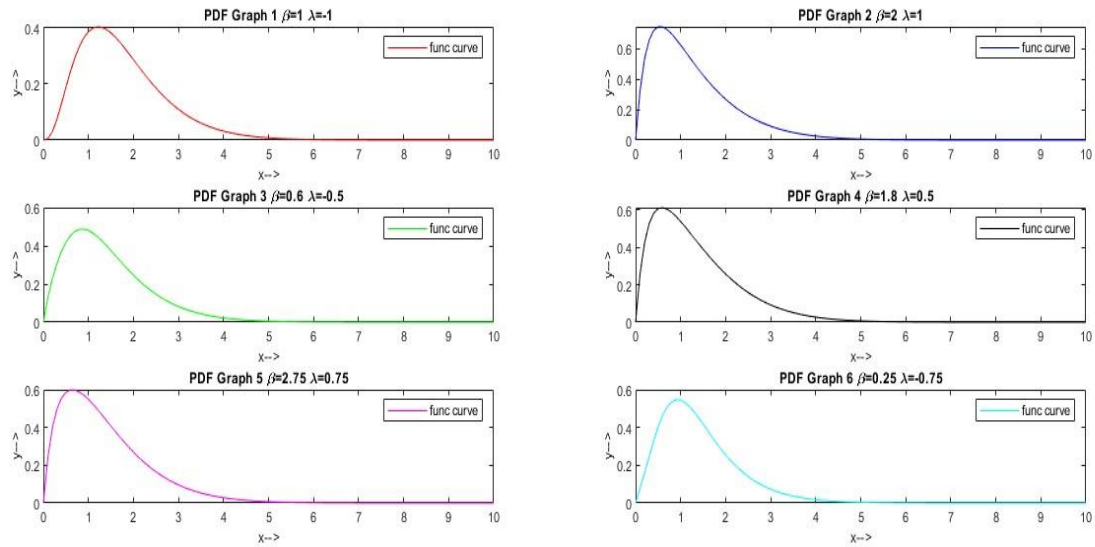 PDF Graph 1 β=1 λ=-1
0.4
0.2
0
y--->
func curve
0 1 2 3 4 5 6 7 8 9 10
x-->
PDF Graph 2 β=2 λ=1
0.6
0.4
0.2
0
y--->
func curve
0 1 2 3 4 5 6 7 8 9 10
x-->
PDF Graph 3 β=0.6 λ=-0.5
0.6
0.4
0.2
0
y--->
func curve
0 1 2 3 4 5 6 7 8 9 10
x-->
PDF Graph 4 β=1.8 λ=0.5
0.6
0.4
0.2
0
y--->
func curve
0 1 2 3 4 5 6 7 8 9 10
x-->
PDF Graph 5 β=2.75 λ=0.75
0.6
0.4
0.2
0
y--->
func curve
0 1 2 3 4 5 6 7 8 9 10
x-->
PDF Graph 6 β=0.25 λ=-0.75
0.6
0.4
0.2
0
y--->
func curve
0 1 2 3 4 5 6 7 8 9 10
x-->